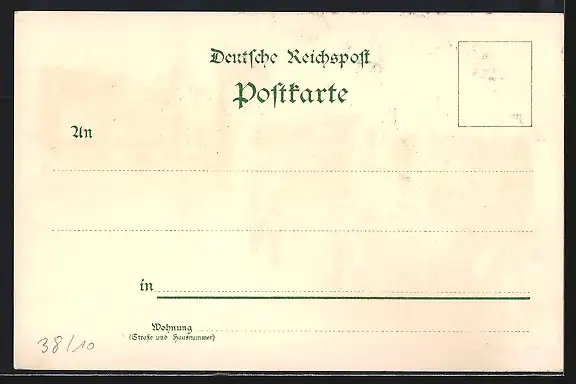 Deutsche Reichspost
Postkarte
An
in
Wohnung
(Straße und Hausnummer)
38/10